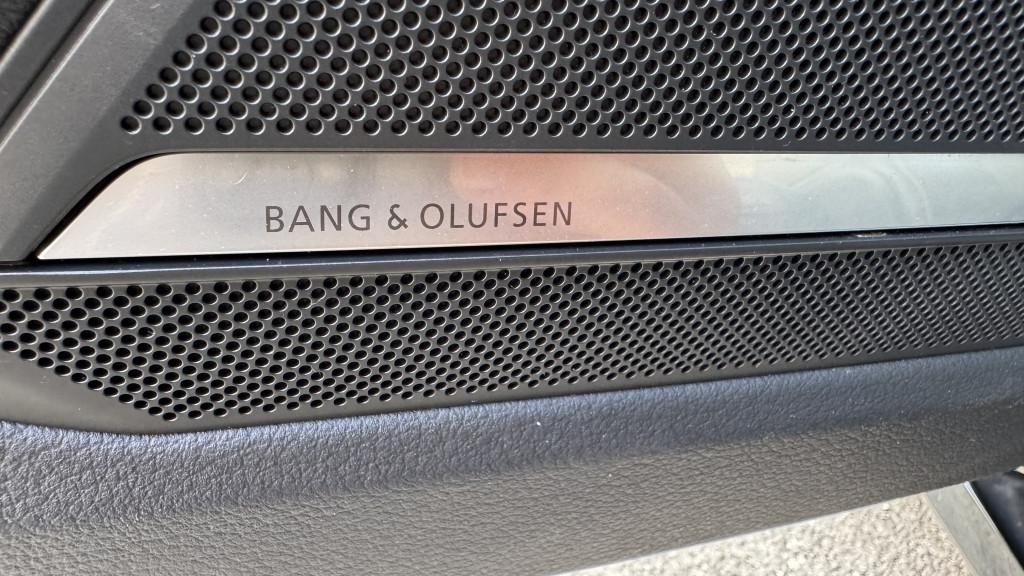 BANG & OLUFSEN